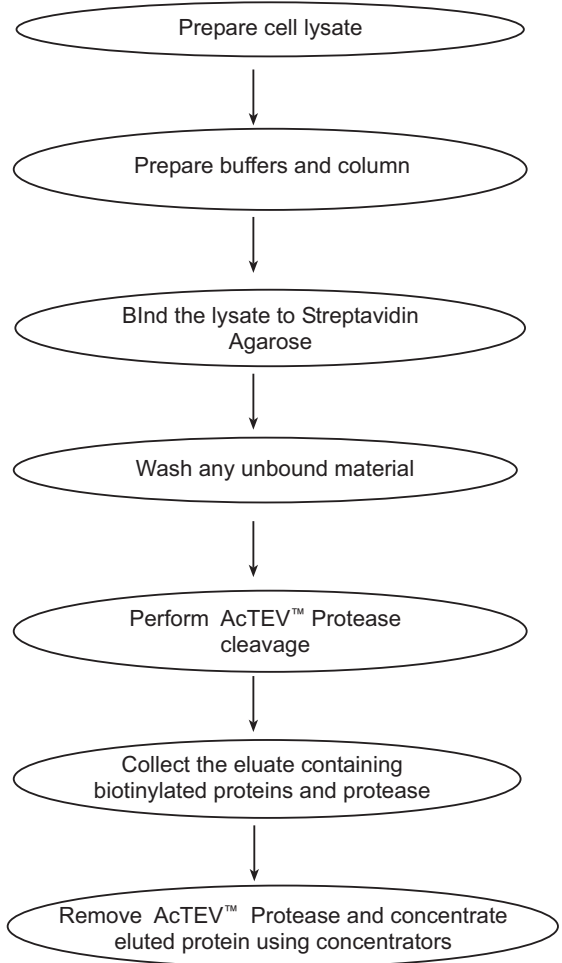 Prepare cell lysate
Prepare buffers and column
BInd the lysate to Streptavidin
Agarose
Wash any unbound material
Perform AcTEV™ Protease
cleavage
Collect the eluate containing
biotinylated proteins and protease
Remove AcTEV™ Protease and concentrate
eluted protein using concentrators